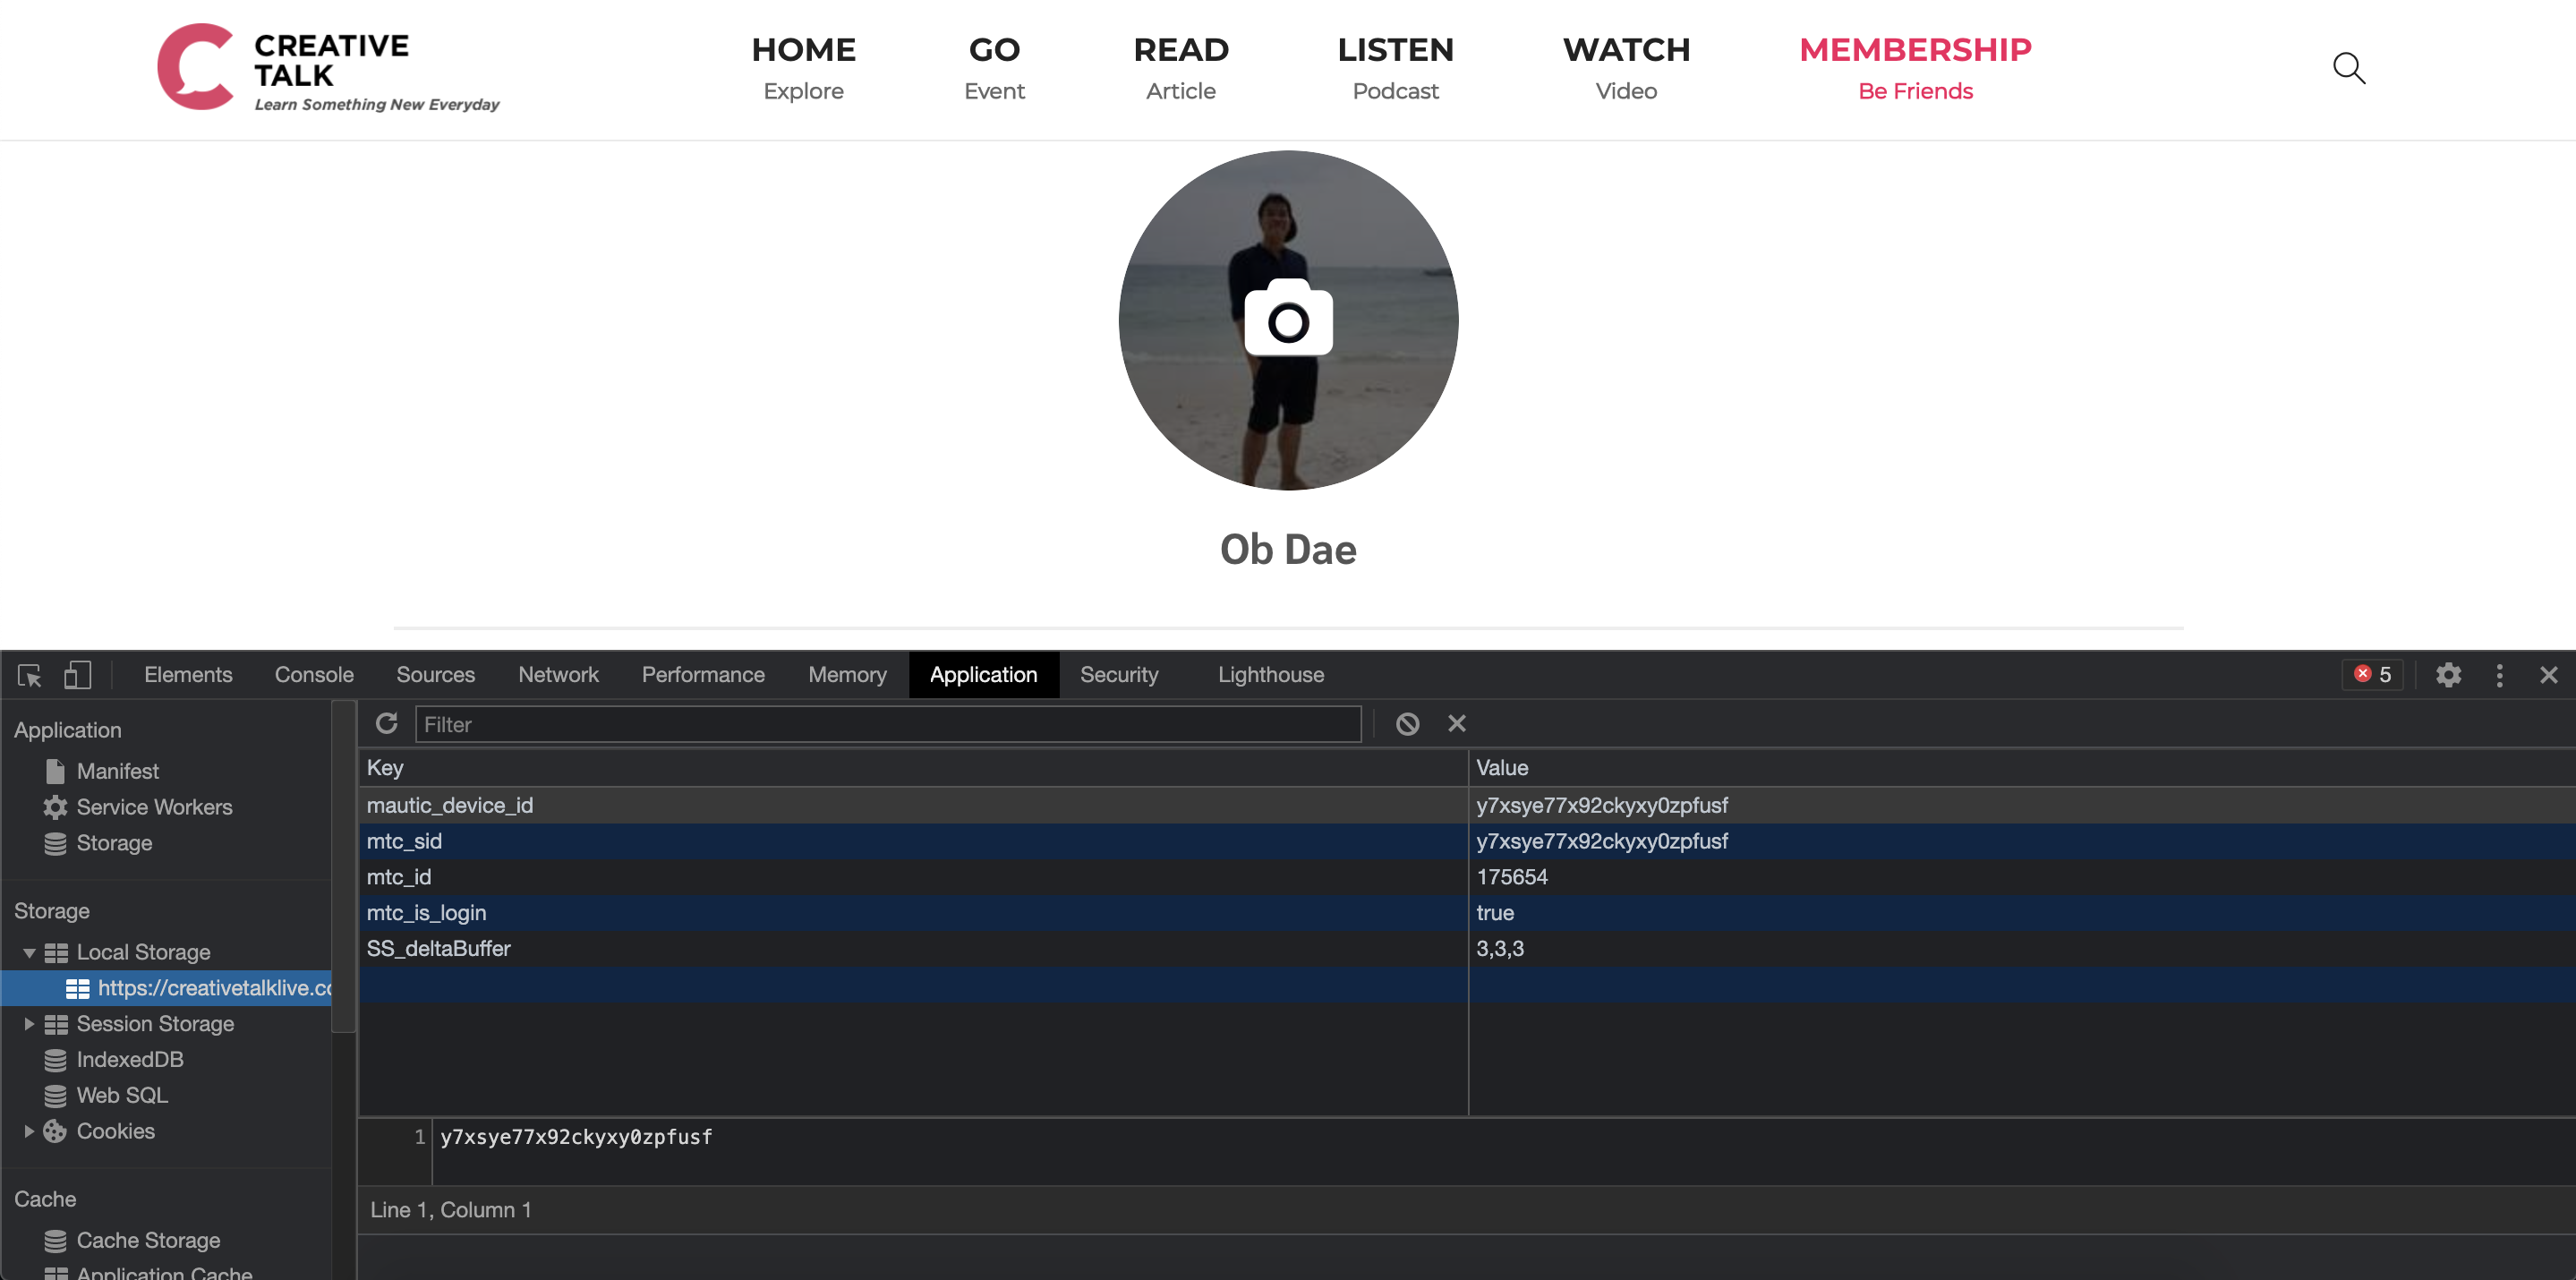 CREATIVE
TALK
Learn Something New Everyday
HOME
Explore
GO
Event
READ
Article
LISTEN
Podcast
WATCH
Video
MEMBERSHIP
Be Friends
Ob Dae
Elements Console Sources Network Performance Memory Application Security Lighthouse 5
Application
Manifest
Service Workers
Storage
Storage
Local Storage
https://creativetalklive.co
Session Storage
IndexedDB
Web SQL
Cookies
Cache
Cache Storage
Application Cache
Filter
Key Value
mautic_device_id y7xsye77x92ckyxy0zpfusf
mtc_sid y7xsye77x92ckyxy0zpfusf
mtc_id 175654
mtc_is_login true
SS_deltaBuffer 3,3,3
1 y7xsye77x92ckyxy0zpfusf
Line 1, Column 1